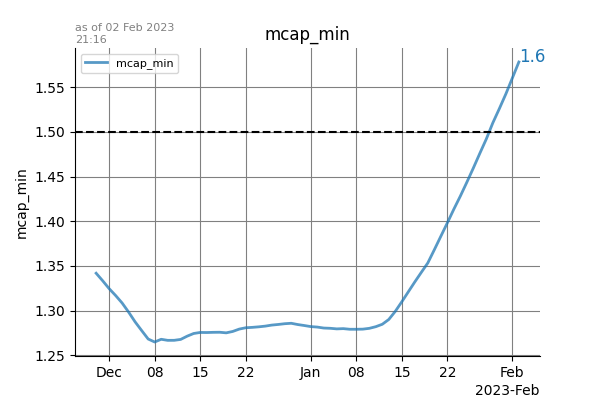 as of 02 Feb 2023
21:16
mcap_min
mcap_min
1.6
1.55
1.50
1.45
1.40
1.35
1.30
1.25
mcap_min
Dec 08 15 22 Jan 08 15 22 Feb
2023-Feb